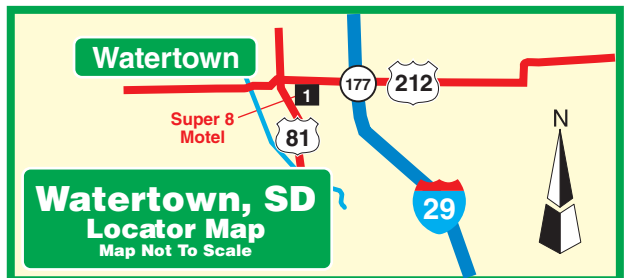 Watertown
177
212
1
Super 8
Motel
81
N
Watertown, SD
Locator Map
Map Not To Scale
29